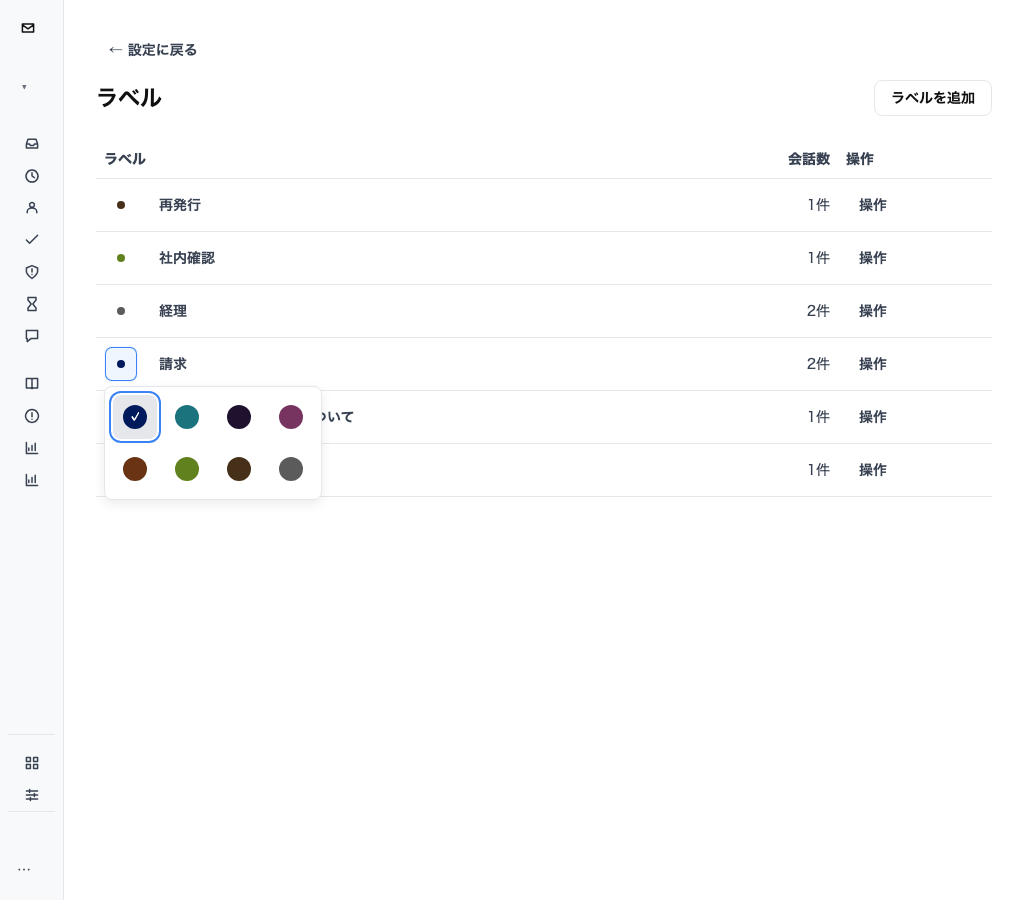 ← 設定に戻る
ラベル
ラベルを追加
ラベル 会話数 操作
再発行 1件 操作
社内確認 1件 操作
経理 2件 操作
請求 2件 操作
ついて 1件 操作
1件 操作